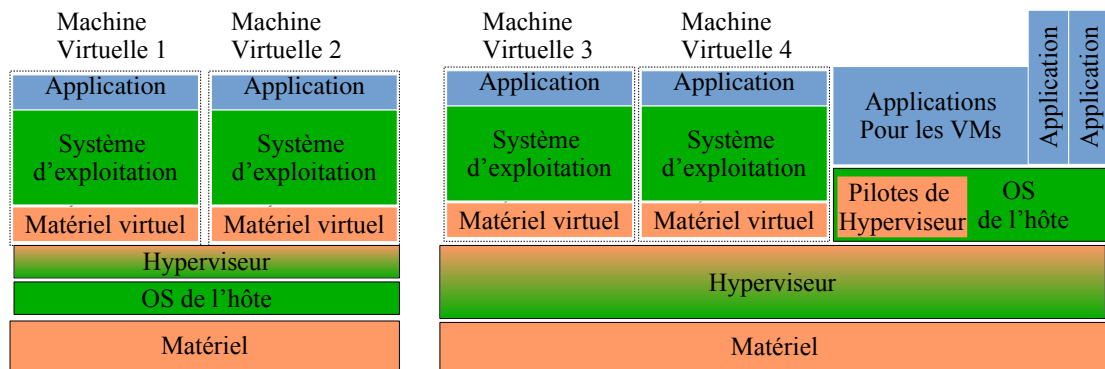 Machine
Virtuelle 1
Machine
Virtuelle 2
Application
Application
Système
d'exploitation
Système
d'exploitation
Matériel virtuel
Matériel virtuel
Hyperviseur
OS de l'hôte
Matériel
Machine
Virtuelle 3
Machine
Virtuelle 4
Application
Application
Système
d'exploitation
Système
d'exploitation
Matériel virtuel
Matériel virtuel
Applications
Pour les VMs
Application
Application
Pilotes de
Hyperviseur
OS
de l'hôte
Hyperviseur
Matériel